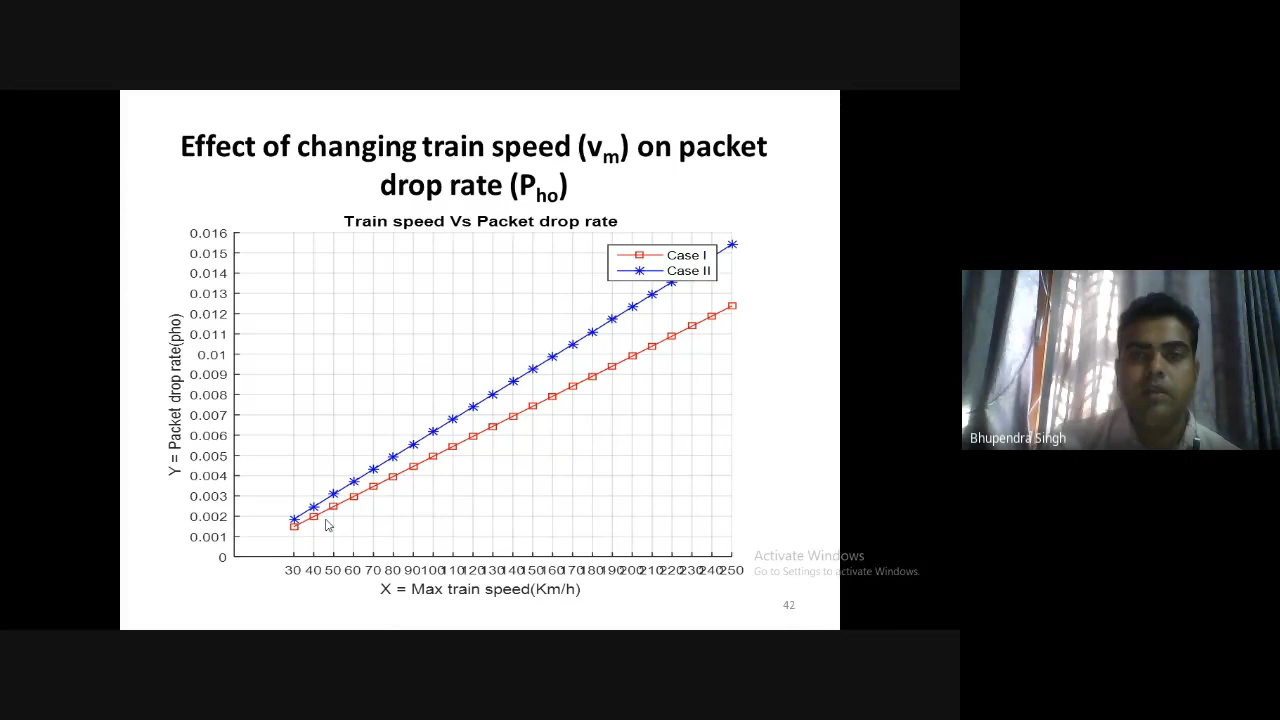 Effect of changing train speed (vm) on packet
drop rate (Pho)
Train speed Vs Packet drop rate
0.016
0.015
0.014
0.013
0.012
0.011
0.01
0.009
0.008
0.007
0.006
0.005
0.004
0.003
0.002
0.001
0
Y = Packet drop rate(pho)
Case I
Case II
30 40 50 60 70 80 90 100 110 120 130 140 150 160 170 180 190 200 210 220 230 240 250
X = Max train speed(Km/h)
42
Activate Windows
Go to Settings to activate Windows.
Bhupendra Singh